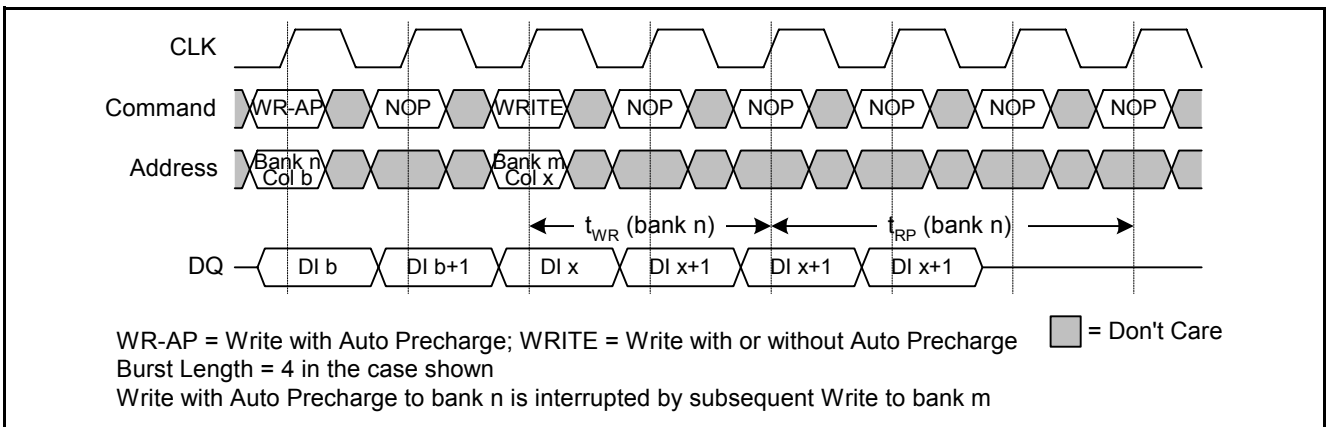 CLK
Command WR-AP NOP WRITE NOP NOP NOP NOP NOP
Address Bank n Col b Bank m Col x
tWR (bank n) tRP (bank n)
DQ DI b DI b+1 DI x DI x+1 DI x+1 DI x+1
WR-AP = Write with Auto Precharge; WRITE = Write with or without Auto Precharge = Don't Care
Burst Length = 4 in the case shown
Write with Auto Precharge to bank n is interrupted by subsequent Write to bank m